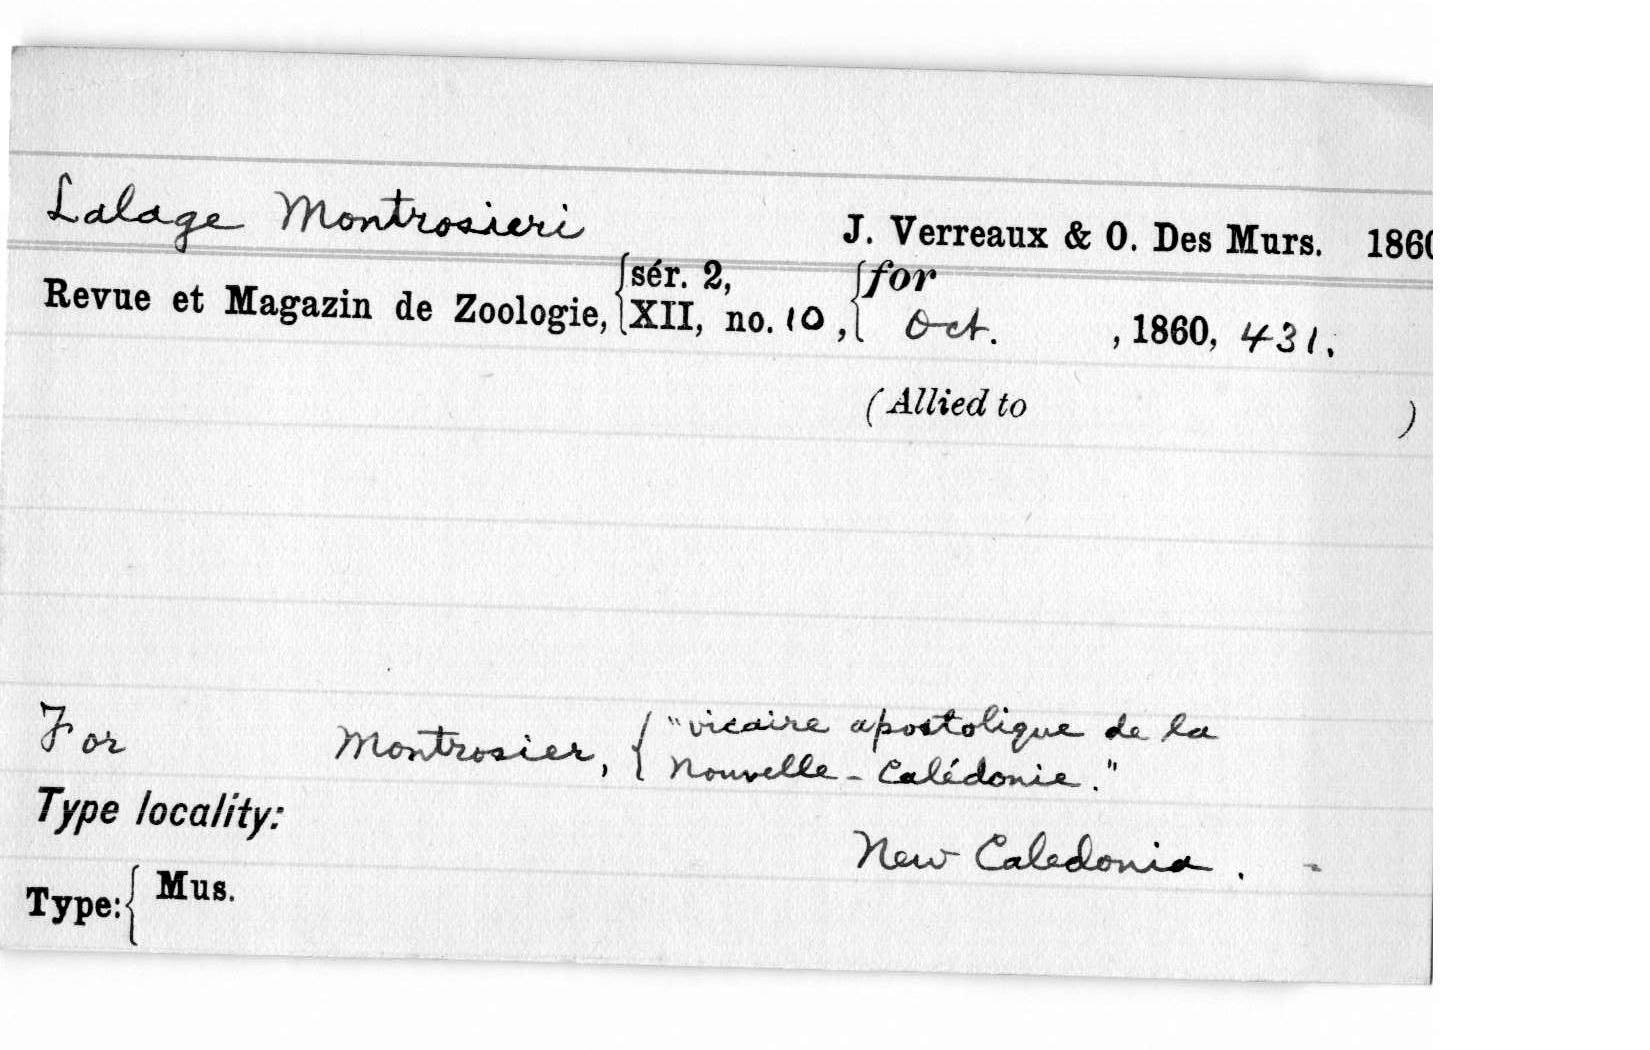 Lalage Montrosieri J. Verreaux & O. Des Murs. 1860
Revue et Magazin de Zoologie, {sér. 2, XII, no. 10, {for Oct. , 1860, 431.
(Allied to )
For Montrosier, {"vicaire apostolique de la
Nouvelle-Calédonie."
Type locality:
New Caledonia.
Type:{ Mus.